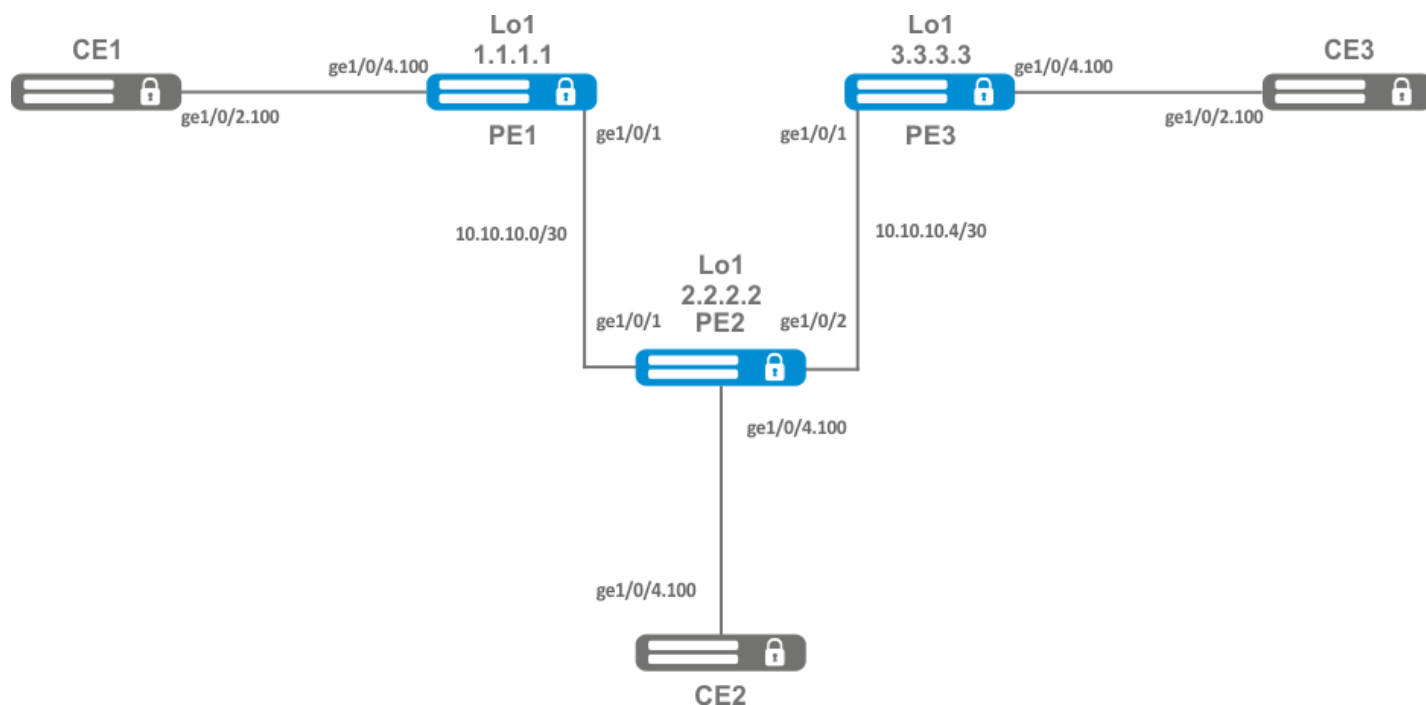 CE1
Lo1
1.1.1.1
Lo1
3.3.3.3
CE3
ge1/0/4.100
ge1/0/4.100
ge1/0/2.100
PE1
ge1/0/1
ge1/0/1
PE3
ge1/0/2.100
10.10.10.0/30
10.10.10.4/30
Lo1
2.2.2.2
PE2
ge1/0/1
ge1/0/2
ge1/0/4.100
ge1/0/4.100
CE2